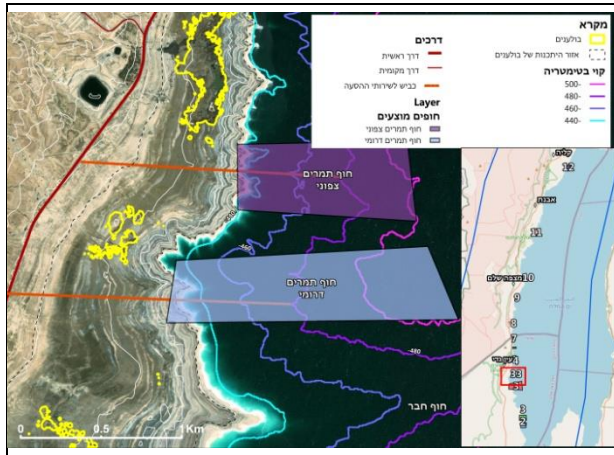 מקרא
בולענים
אזור היתכנות של בולענים
קוי בטימטריה
-500
-480
-460
-440
דרכים
דרך ראשית
דרך מקומית
כביש לשירותי ההסעה
Layer
חופים מוצעים
חוף תמרים צפוני
חוף תמרים דרומי
חוף תמרים
צפוני
חוף תמרים
דרומי
-480
חוף חבר
0 0.5 1 Km
קליה
12
אבנת
11
מצפה שלם
10
9
8
7
עין גדי
4
33
3